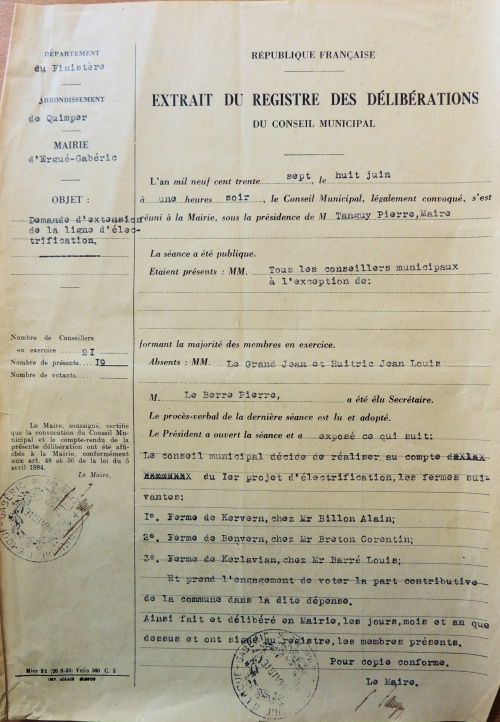 DÉPARTEMENT
du Finistère
ARRONDISSEMENT
de Quimper
MAIRIE
d'Ergué-Gabéric
OBJET :
Demande d'extension
de la ligne d'élec-
trification.
Nombre de Conseillers
en exercice 21
Nombre de présents 19
Nombre de votants
Le Maire, soussigné, certifie
que la convocation du Conseil Mu-
nicipal et le compte-rendu de la
présente délibération ont été affi-
chés à la Mairie, conformément
aux art. 48 et 56 de la loi du 5
avril 1884.
Le Maire,
RÉPUBLIQUE FRANÇAISE
EXTRAIT DU REGISTRE DES DÉLIBÉRATIONS
DU CONSEIL MUNICIPAL
L'an mil neuf cent trente sept, le huit juin
à une heures soir, le Conseil Municipal, légalement convoqué, s'est
réuni à la Mairie, sous la présidence de M Tanguy Pierre, Maire
La séance a été publique.
Etaient présents : MM. Tous les conseillers municipaux
à l'exception de:
formant la majorité des membres en exercice.
Absents : MM. Le Grand Jean et Huitric Jean Louis
M. Le Berre Pierre, a été élu Secrétaire.
Le procès-verbal de la dernière séance est lu et adopté.
Le Président a ouvert la séance et a exposé ce qui suit:
Le conseil municipal décide de réaliser au compte
du Ier projet d'électrification, les fermes sui-
vantes:
1°. Ferme de Kervern, chez Mr Billon Alain;
2°. Ferme de Benvern, chez Mr Breton Corentin;
3°. Ferme de Kerlavian, chez Mr Barré Louis;
Et prend l'engagement de voter la part contributive
de la commune dans la dite dépense.
Ainsi fait et délibéré en Mairie, les jours, mois et an que
dessus et ont signé au registre, les membres présents.
Pour copie conforme.
Le Maire.